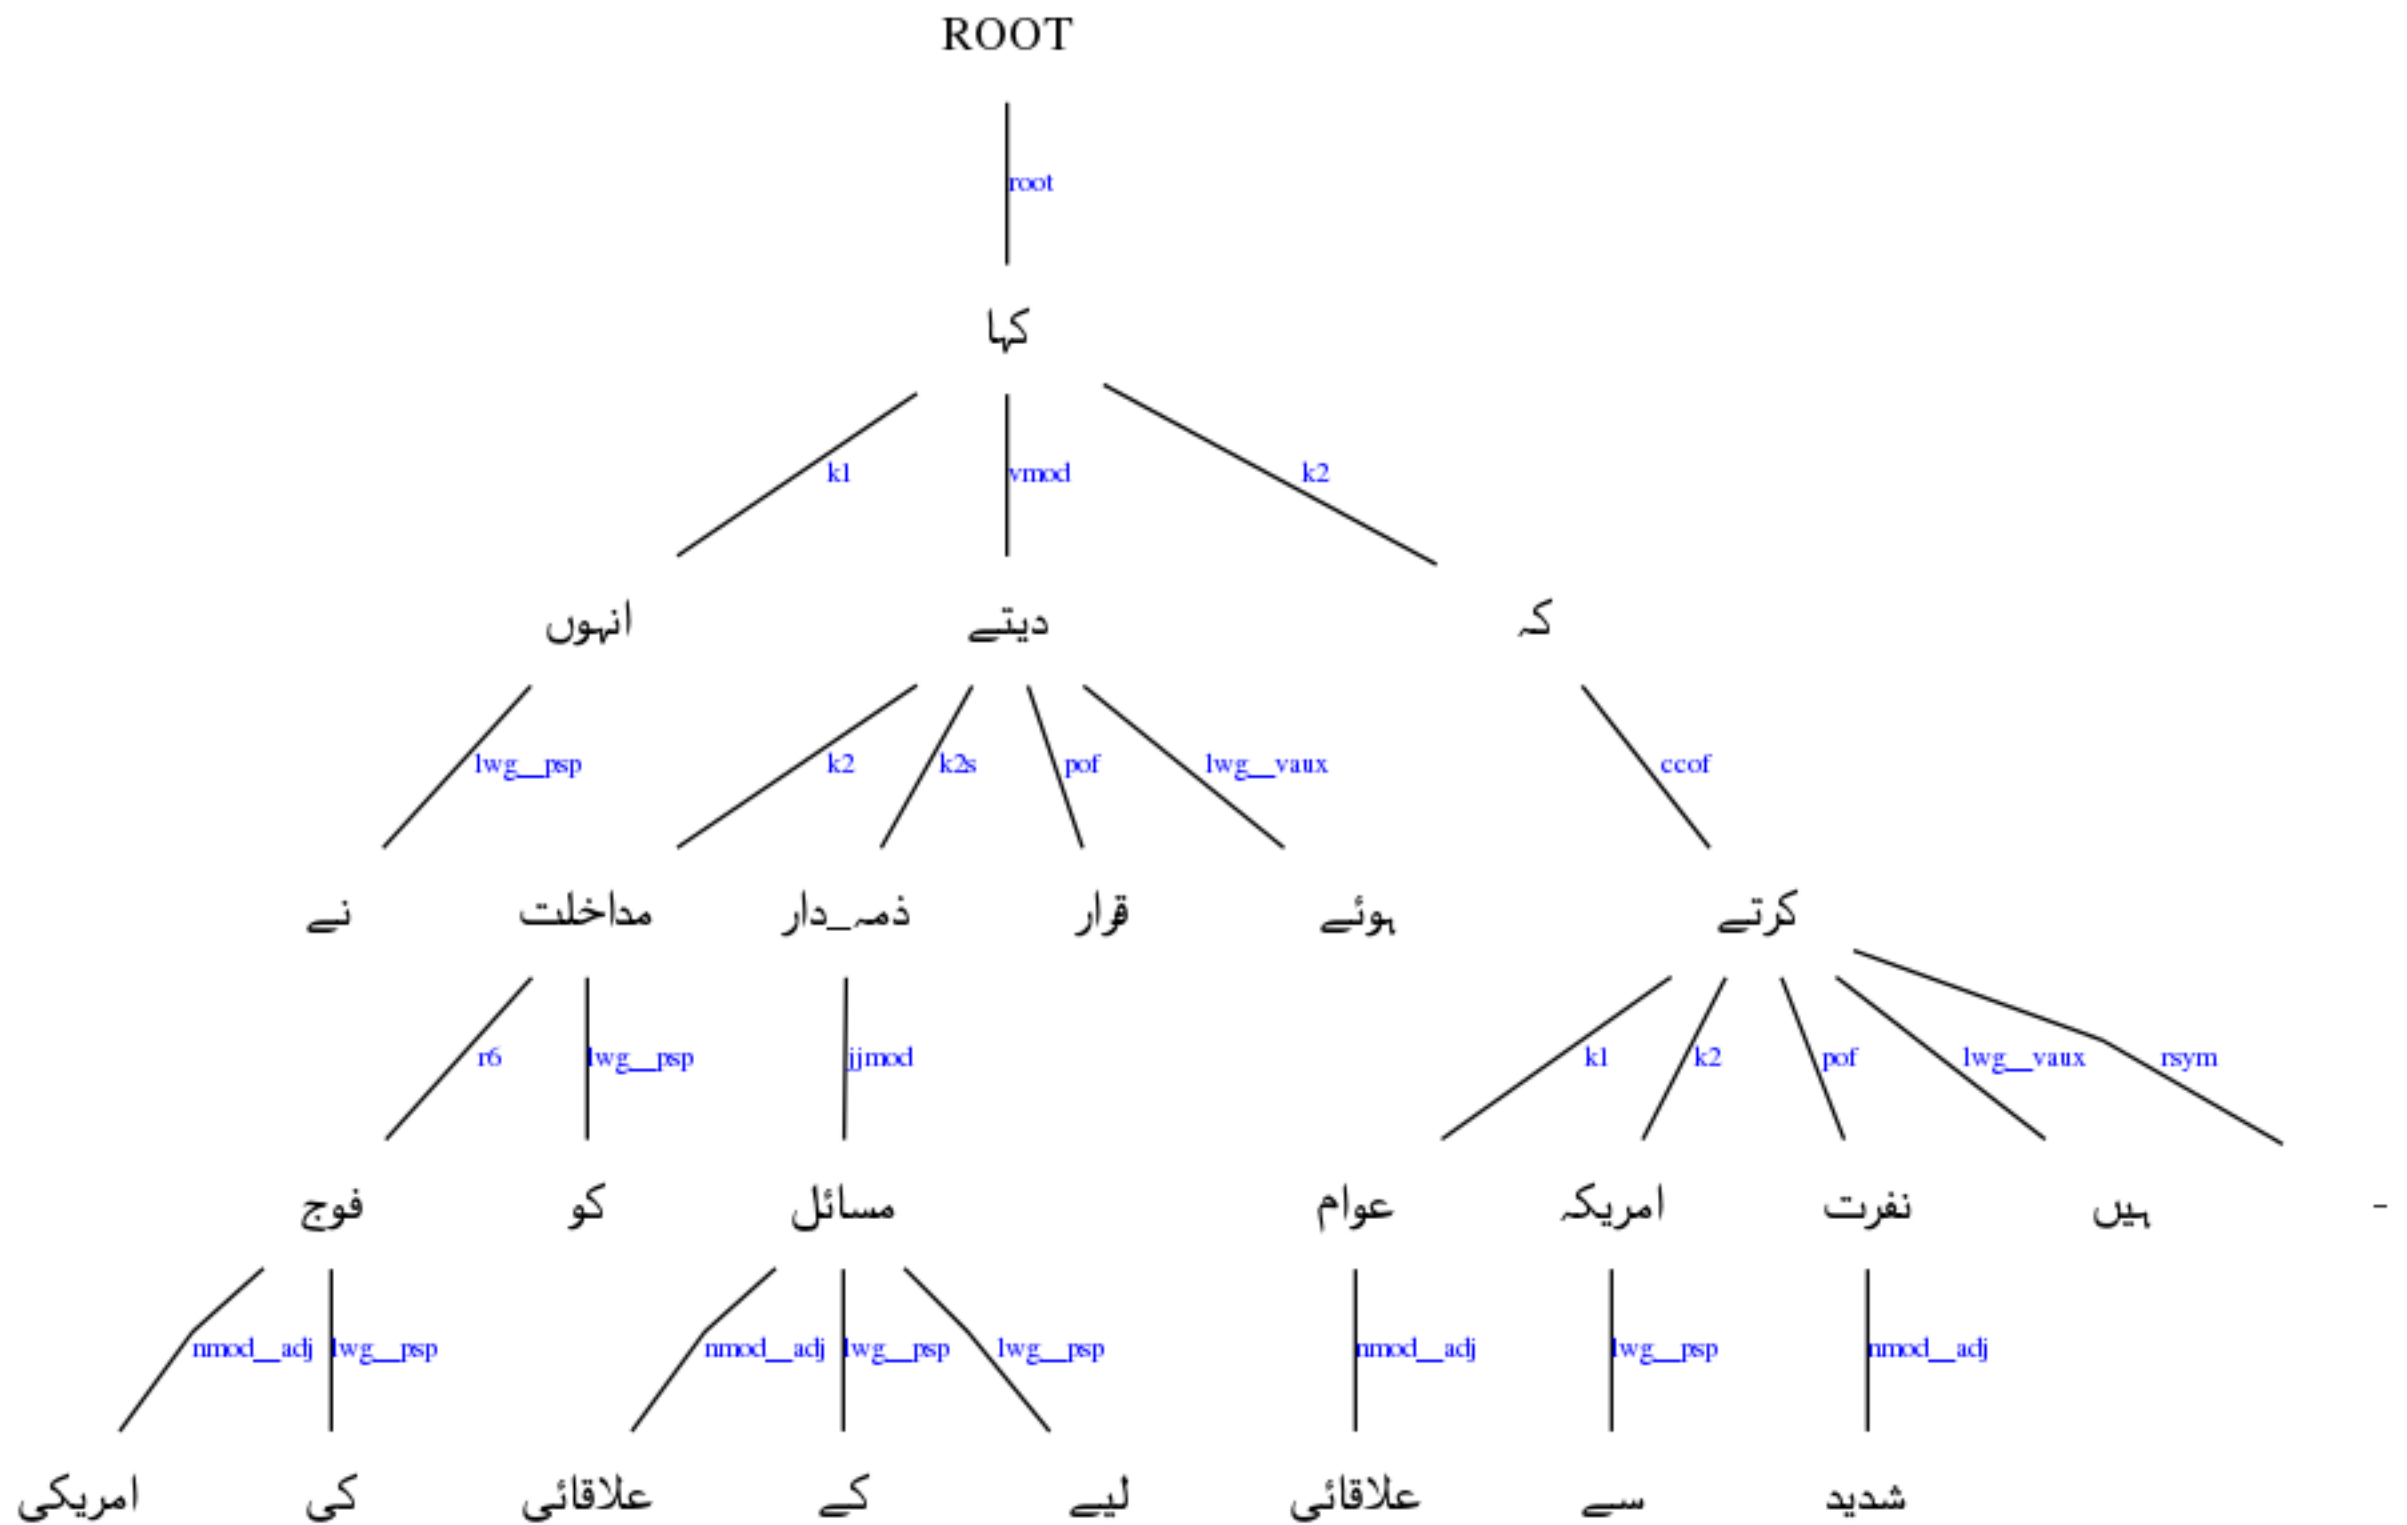 ROOT
root
کہا
k1 vmod k2
انہوں دیتے کہ
lwg__psp k2 k2s pof lwg__vaux ccof
نے مداخلت ذمہ_دار قرار ہوئے کرتے
r6 lwg__psp jjmod k1 k2 pof lwg__vaux rsym
فوج کو مسائل عوام امریکہ نفرت ہیں -
nmod__adj lwg__psp nmod__adj lwg__psp lwg__psp nmod__adj lwg__psp nmod__adj
امریکی کی علاقائی کے لیے علاقائی سے شدید